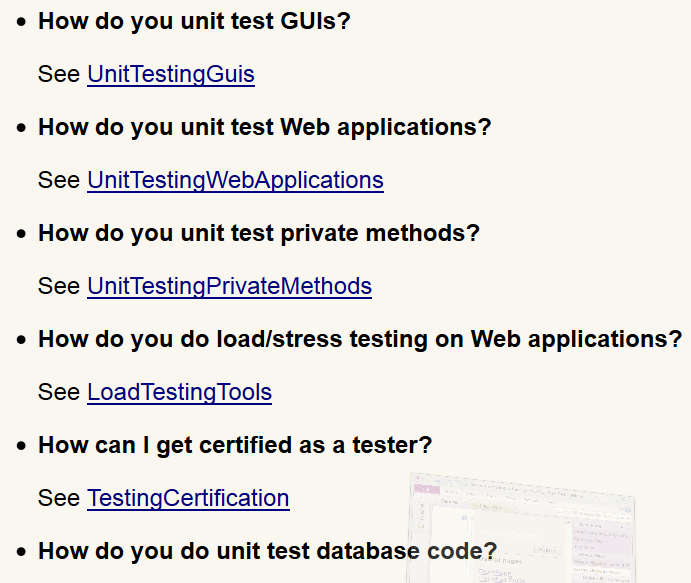 • How do you unit test GUIs?
See UnitTestingGuis
• How do you unit test Web applications?
See UnitTestingWebApplications
• How do you unit test private methods?
See UnitTestingPrivateMethods
• How do you do load/stress testing on Web applications?
See LoadTestingTools
• How can I get certified as a tester?
See TestingCertification
• How do you do unit test database code?